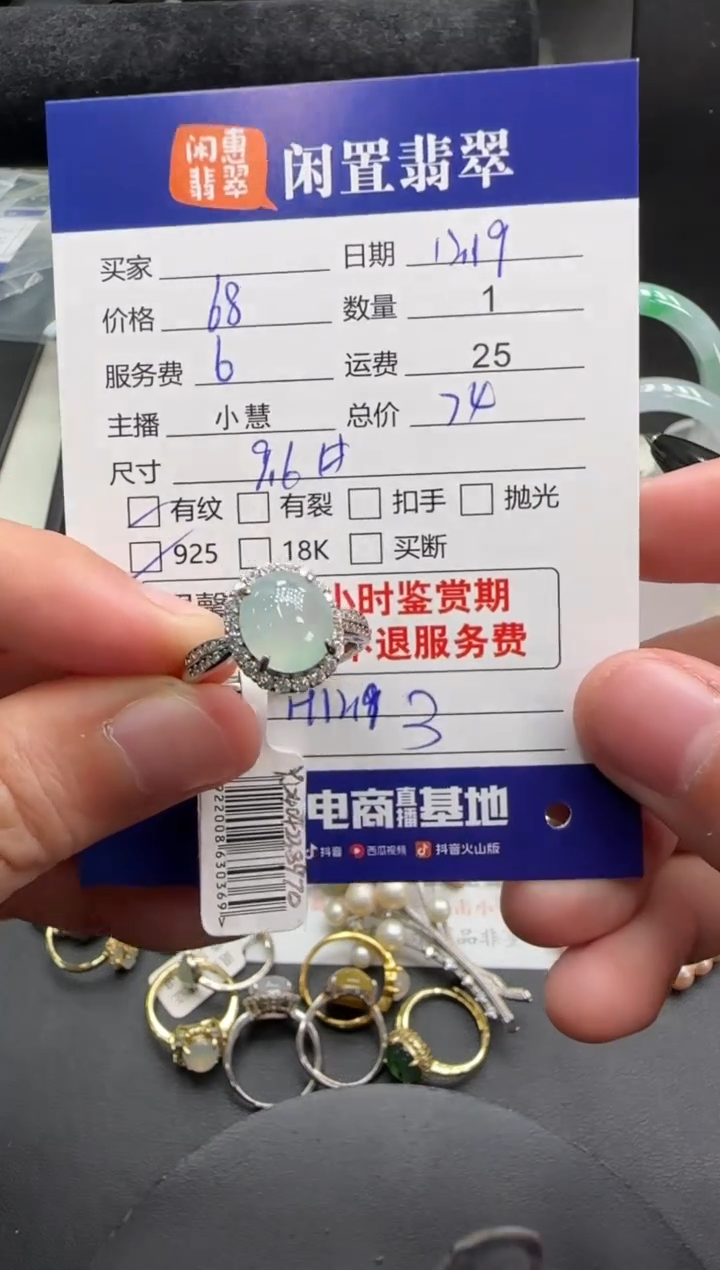 闲惠翡翠 闲置翡翠
买家 日期 12.19
价格 68 数量 1
服务费 6 运费 25
主播 小慧 总价 74
尺寸 9.6
有纹 有裂 扣手 抛光
925 18K 买断
小时鉴赏期
不退服务费
3
电商直播基地
抖音 西瓜视频 抖音火山版